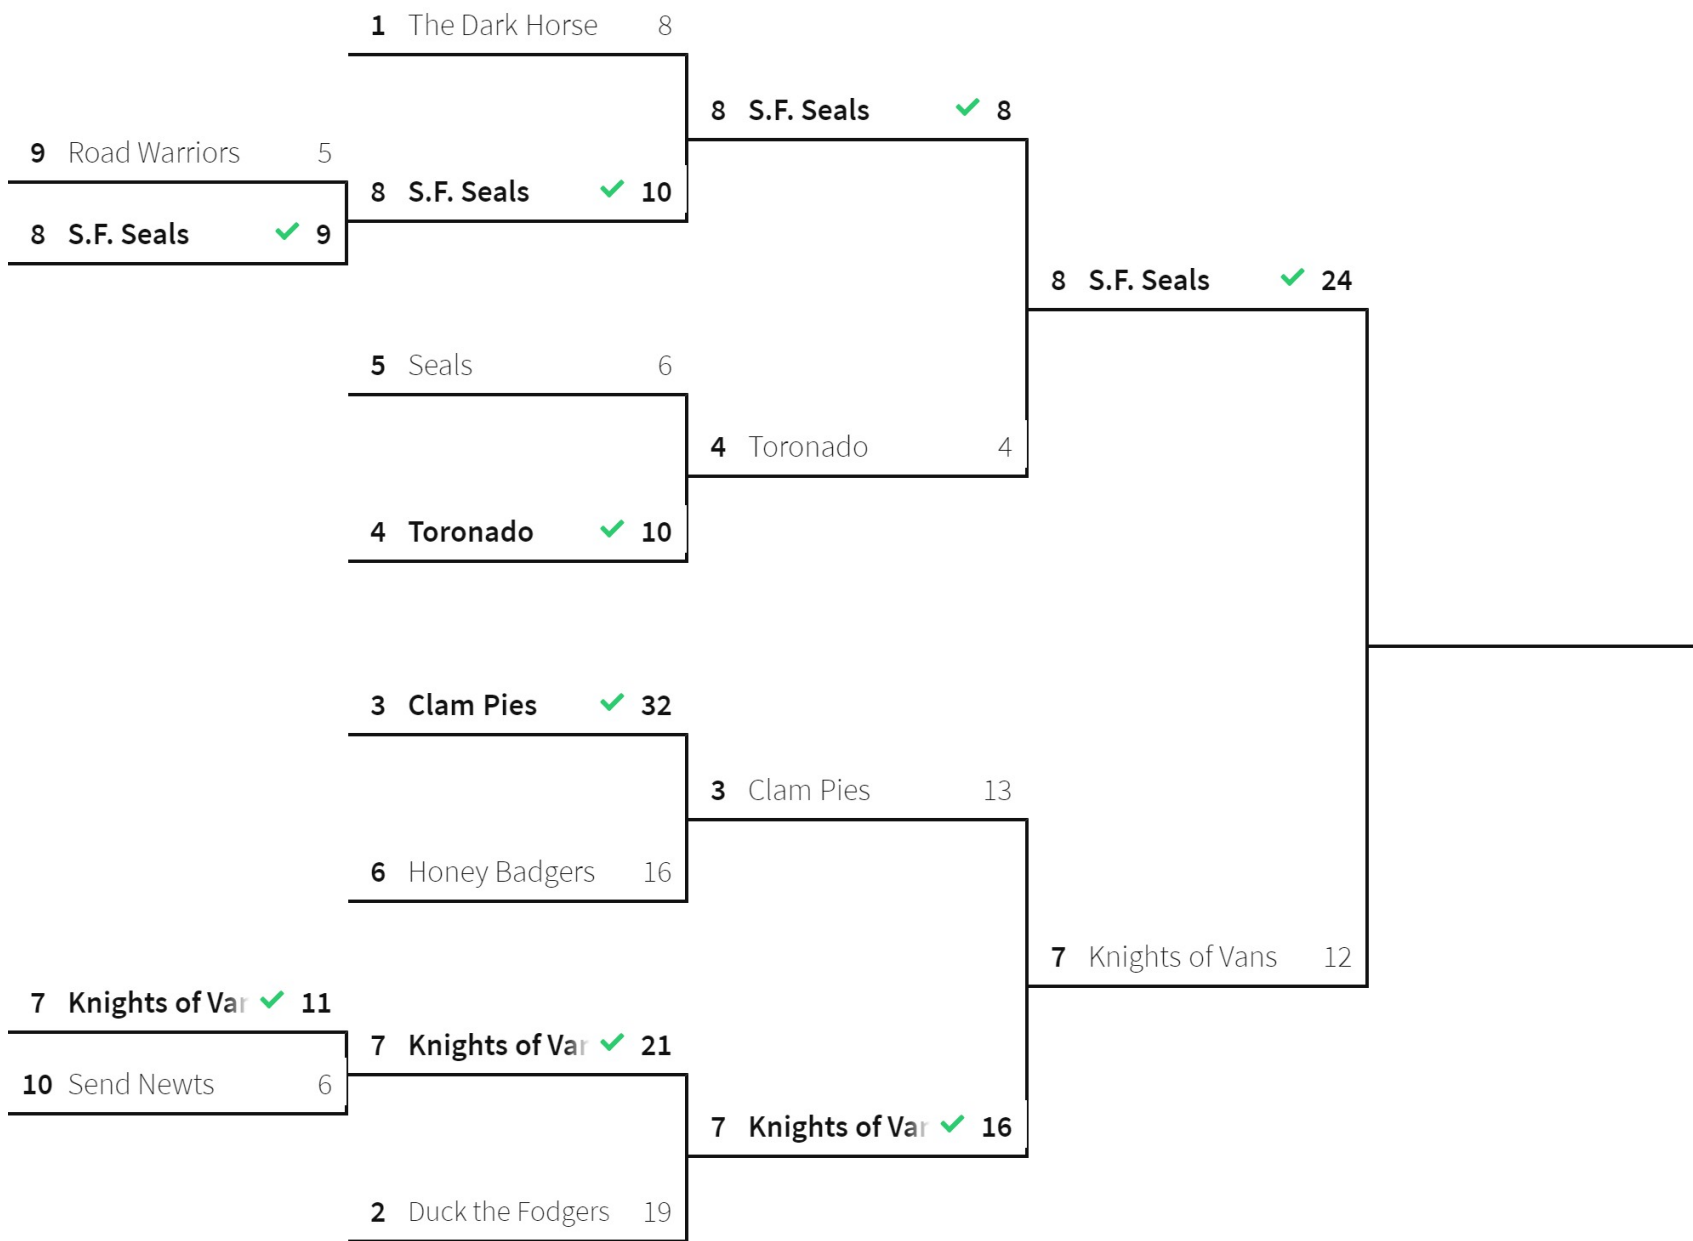 1 The Dark Horse 8
8 S.F. Seals 8
9 Road Warriors 5
8 S.F. Seals 10
8 S.F. Seals 9
8 S.F. Seals 24
5 Seals 6
4 Toronado 4
4 Toronado 10
3 Clam Pies 32
3 Clam Pies 13
6 Honey Badgers 16
7 Knights of Vans 12
7 Knights of Var 11
7 Knights of Var 21
10 Send Newts 6
7 Knights of Var 16
2 Duck the Fodgers 19